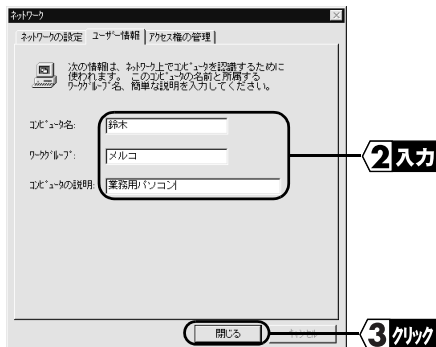 ネットワーク
ネットワークの設定 ユーザー情報 アクセス権の管理
次の情報は、ネットワーク上でコンピュータを認識するために
使われます。 このコンピュータの名前と所属する
ワークグループ名、簡単な説明を入力してください。
コンピュータ名: 鈴木
ワークグループ: メルコ
コンピュータの説明: 業務用パソコン
2 入力
閉じる キャンセル
3 クリック